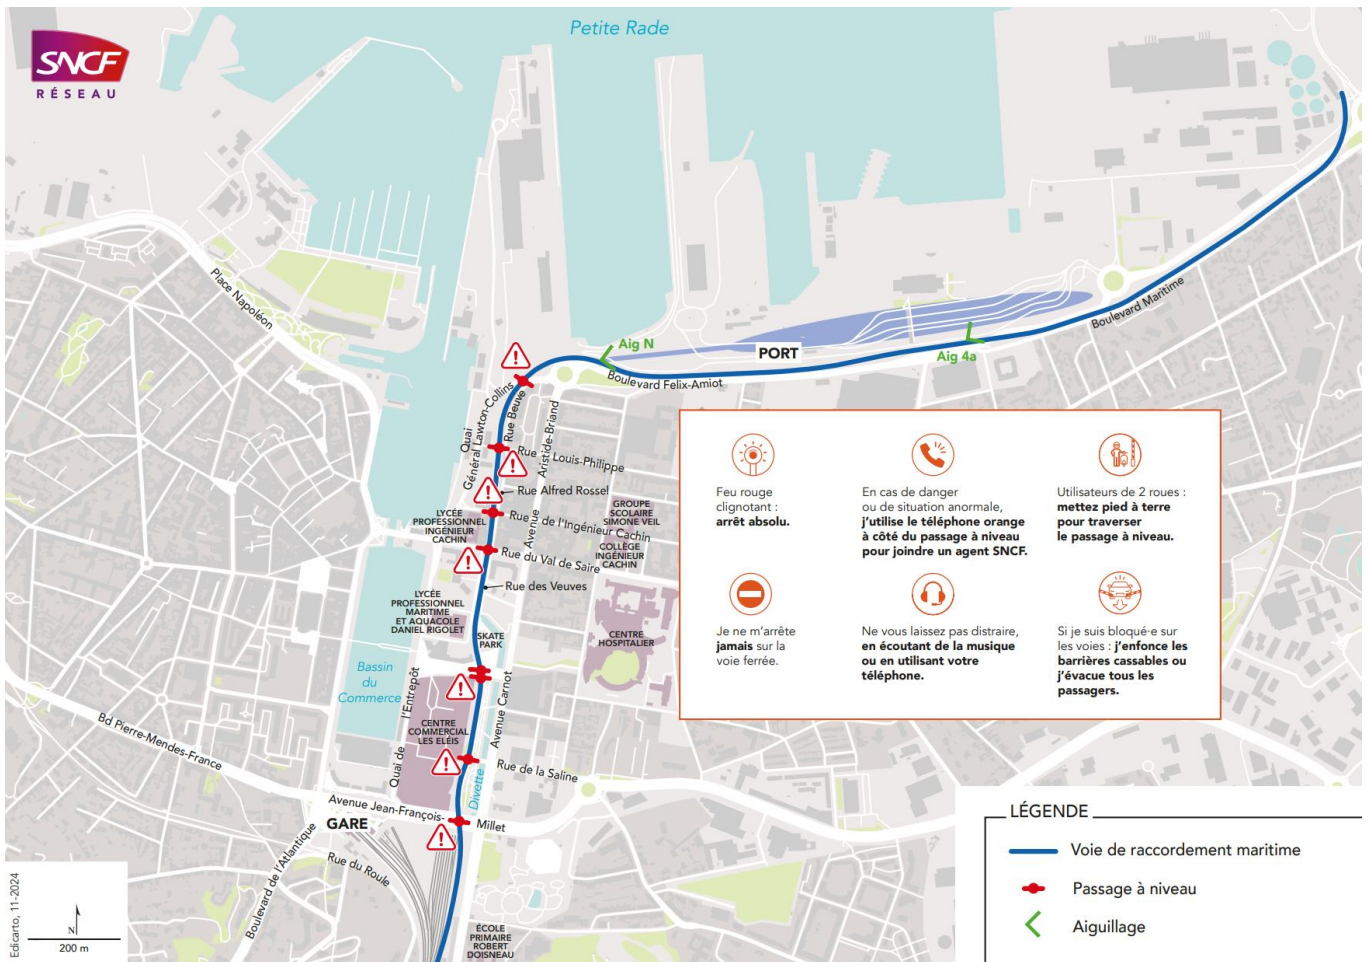 Petite Rade
SNCF
RÉSEAU
Place Napoléon
Boulevard Maritime
Aig N
PORT
Aig 4a
Boulevard Felix-Amiot
Quai
Général Lawton-Collins
Rue Beuve
Aristide-Briand
Avenue
Rue Louis-Philippe
Rue Alfred Rossel
LYCÉE
PROFESSIONNEL
INGÉNIEUR
CACHIN
Rue de l'Ingénieur Cachin
GROUPE
SCOLAIRE
SIMONE VEIL
COLLÈGE
INGÉNIEUR
CACHIN
Rue du Val de Saire
Rue des Veuves
LYCÉE
PROFESSIONNEL
MARITIME
ET AQUACOLE
DANIEL RIGOLET
SKATE
PARK
CENTRE
HOSPITALIER
Bassin
du
Commerce
Quai de l'Entrepôt
CENTRE
COMMERCIAL
LES ELÉIS
Avenue Carnot
Bd Pierre-Mendes-France
Rue de la Saline
Divette
Avenue Jean-François-Millet
GARE
Boulevard de l'Atlantique
Rue du Roule
ÉCOLE
PRIMAIRE
ROBERT
DOISNEAU
Feu rouge
clignotant :
arrêt absolu.
En cas de danger
ou de situation anormale,
j'utilise le téléphone orange
à côté du passage à niveau
pour joindre un agent SNCF.
Utilisateurs de 2 roues :
mettez pied à terre
pour traverser
le passage à niveau.
Je ne m'arrête
jamais sur la
voie ferrée.
Ne vous laissez pas distraire,
en écoutant de la musique
ou en utilisant votre
téléphone.
Si je suis bloqué·e sur
les voies : j'enfonce les
barrières cassables ou
j'évacue tous les
passagers.
LÉGENDE
Voie de raccordement maritime
Passage à niveau
Aiguillage
Edicarto, 11-2024
N
200 m